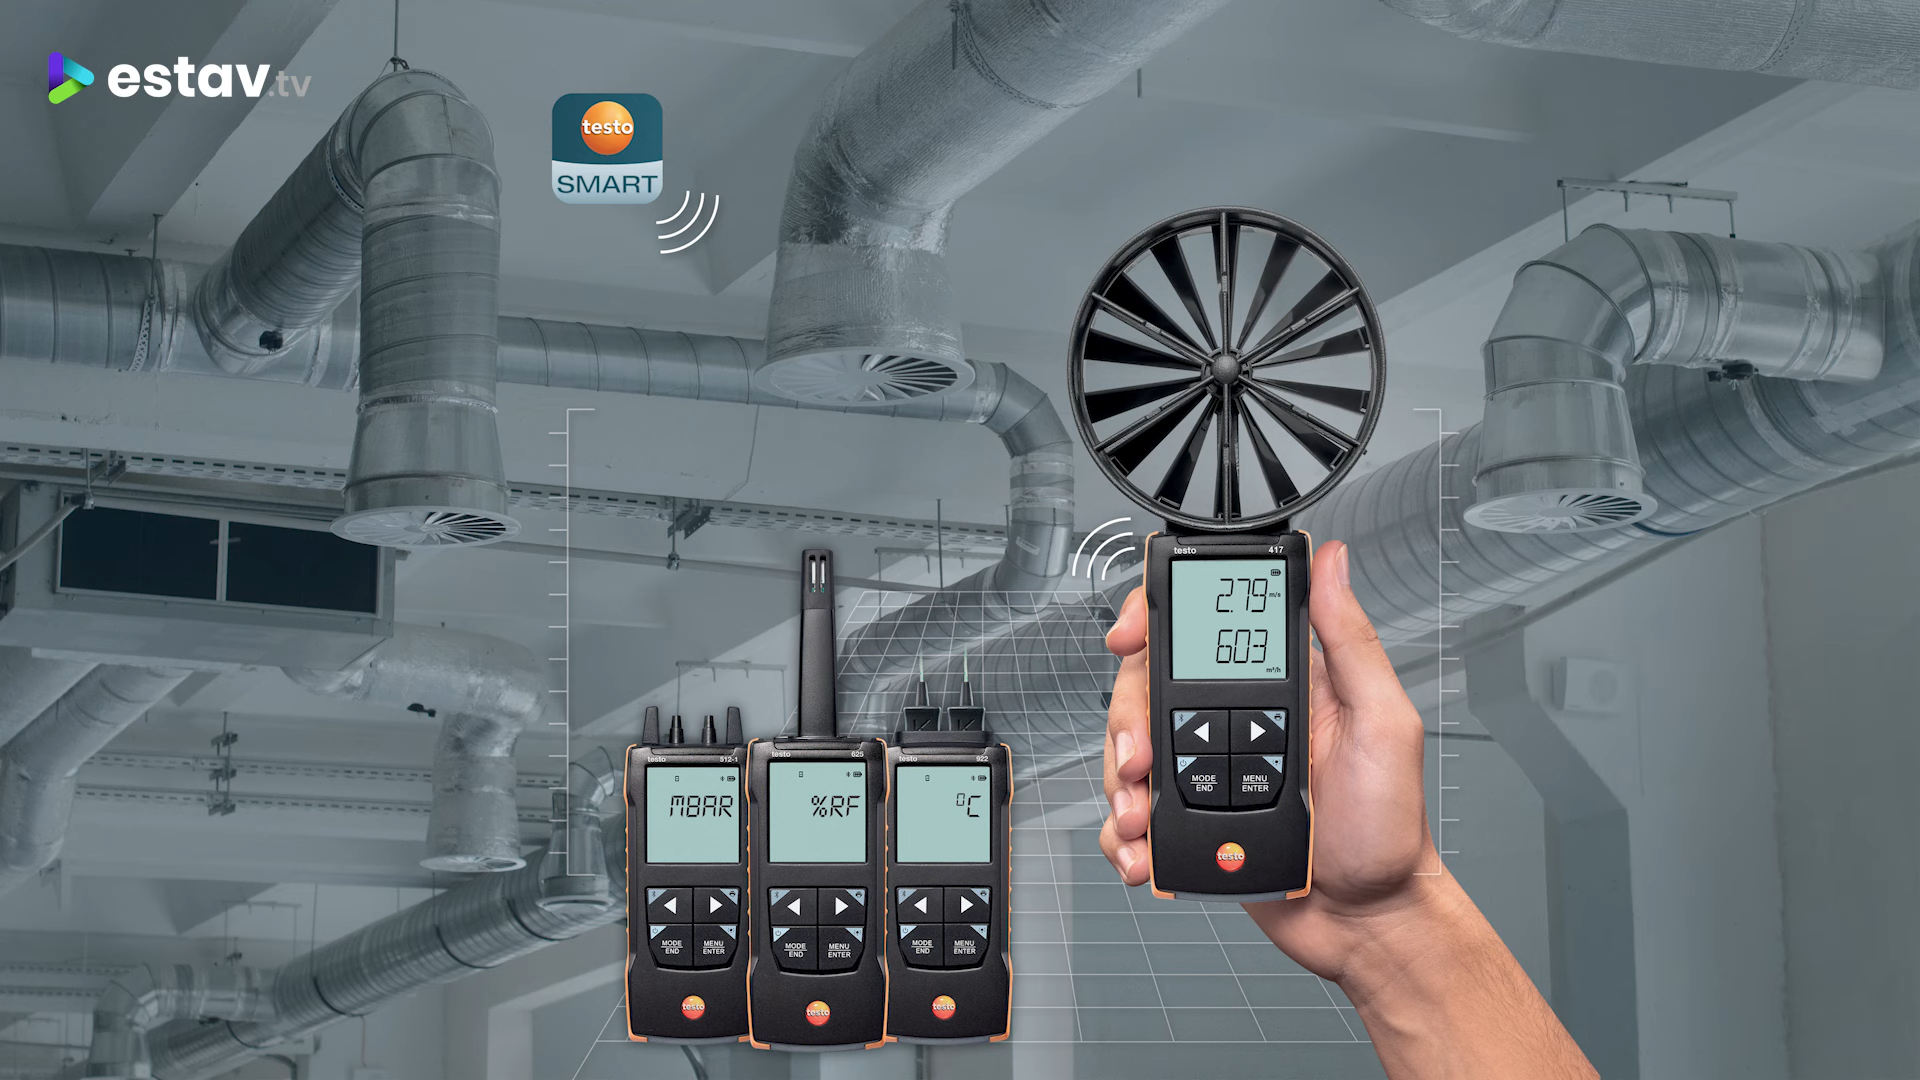 estav.tv
testo
SMART
testo 417
2.79 m/s
603 m³/h
MODE
END
MENU
ENTER
testo
testo 512-1
MBAR
MODE
END
MENU
ENTER
testo
testo 625
%RF
MODE
END
MENU
ENTER
testo
testo 922
°C
MODE
END
MENU
ENTER
testo